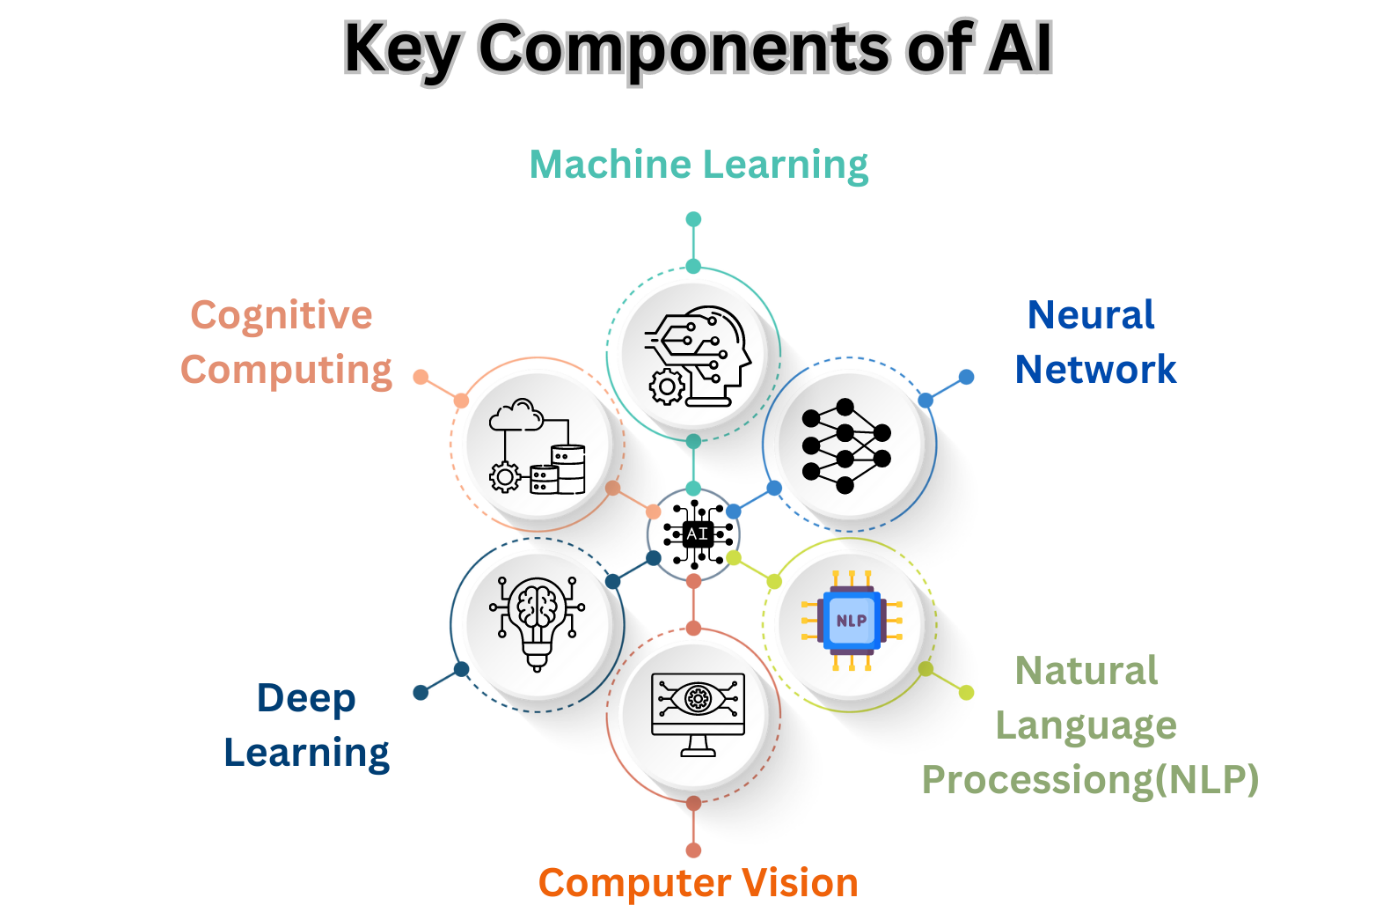 Key Components of AI
Machine Learning
Cognitive
Computing
Neural
Network
AI
NLP
Deep
Learning
Natural
Language
Processiong(NLP)
Computer Vision